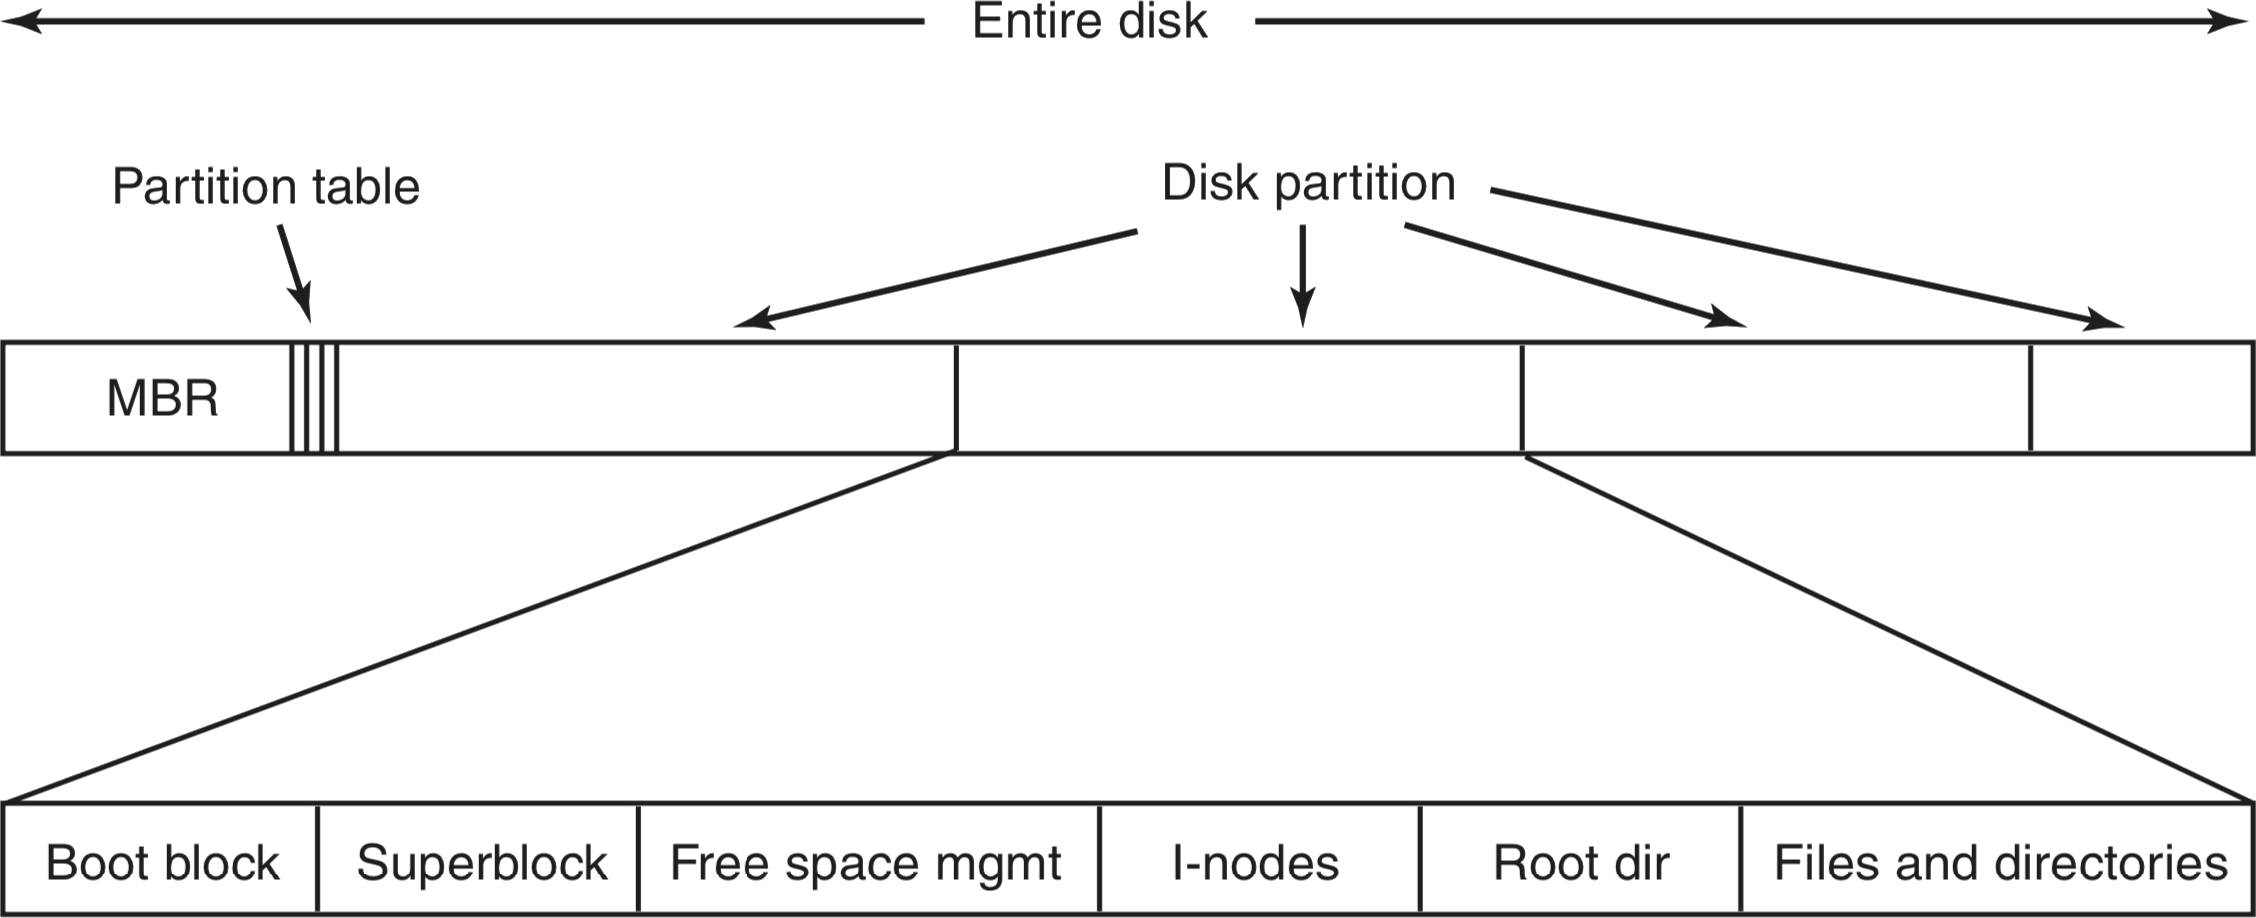 Entire disk
Partition table
Disk partition
MBR
Boot block
Superblock
Free space mgmt
I-nodes
Root dir
Files and directories